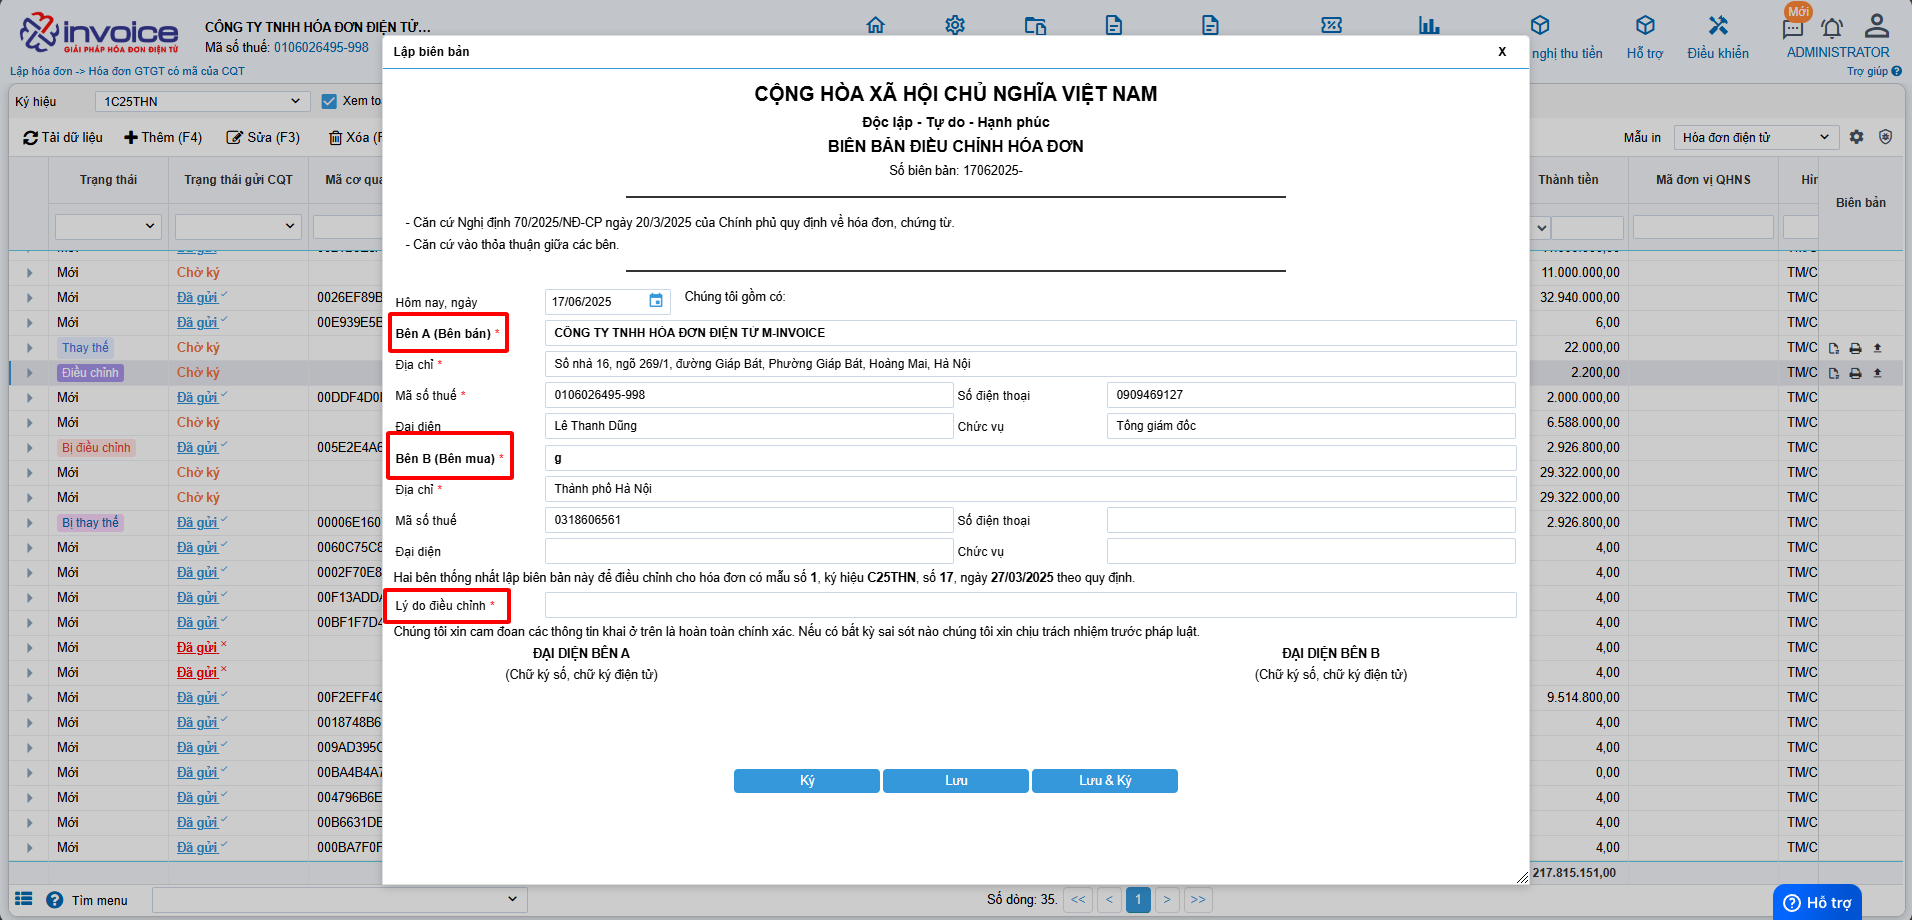 invoice
GIẢI PHÁP HÓA ĐƠN ĐIỆN TỬ
CÔNG TY TNHH HÓA ĐƠN ĐIỆN TỬ...
Mã số thuế: 0106026495-998
Lập hóa đơn -> Hóa đơn GTGT có mã của CQT
nghị thu tiền
Hỗ trợ
Điều khiển
Mới
ADMINISTRATOR
Trợ giúp
Ký hiệu
1C25THN
Xem to
Tải dữ liệu
Thêm (F4)
Sửa (F3)
Xóa (F
Mẫu in
Hóa đơn điện tử
Trạng thái
Trạng thái gửi CQT
Mã cơ qua
Thành tiền
Mã đơn vị QHNS
Hìn
Biên bản
Lập biên bản
X
CỘNG HÒA XÃ HỘI CHỦ NGHĨA VIỆT NAM
Độc lập - Tự do - Hạnh phúc
BIÊN BẢN ĐIỀU CHỈNH HÓA ĐƠN
Số biên bản: 17062025-
- Căn cứ Nghị định 70/2025/NĐ-CP ngày 20/3/2025 của Chính phủ quy định về hóa đơn, chứng từ.
- Căn cứ vào thỏa thuận giữa các bên.
Hôm nay, ngày 17/06/2025 Chúng tôi gồm có:
Bên A (Bên bán) * CÔNG TY TNHH HÓA ĐƠN ĐIỆN TỬ M-INVOICE
Địa chỉ * Số nhà 16, ngõ 269/1, đường Giáp Bát, Phường Giáp Bát, Hoàng Mai, Hà Nội
Mã số thuế * 0106026495-998 Số điện thoại 0909469127
Đại diện Lê Thanh Dũng Chức vụ Tổng giám đốc
Bên B (Bên mua) * g
Địa chỉ * Thành phố Hà Nội
Mã số thuế 0318606561 Số điện thoại
Đại diện Chức vụ
Hai bên thống nhất lập biên bản này để điều chỉnh cho hóa đơn có mẫu số 1, ký hiệu C25THN, số 17, ngày 27/03/2025 theo quy định.
Lý do điều chỉnh *
Chúng tôi xin cam đoan các thông tin khai ở trên là hoàn toàn chính xác. Nếu có bất kỳ sai sót nào chúng tôi xin chịu trách nhiệm trước pháp luật.
ĐẠI DIỆN BÊN A ĐẠI DIỆN BÊN B
(Chữ ký số, chữ ký điện tử) (Chữ ký số, chữ ký điện tử)
Ký Lưu Lưu & Ký
Mới Chờ ký 11.000.000,00 TM/C
Mới Đã gửi 0026EF89B 32.940.000,00 TM/C
Mới Đã gửi 00E939E5E 6,00 TM/C
Thay thế Chờ ký 22.000,00 TM/C
Điều chỉnh Chờ ký 2.200,00 TM/C
Mới Đã gửi 00DDF4D0 2.000.000,00 TM/C
Mới Chờ ký 6.588.000,00 TM/C
Bị điều chỉnh Đã gửi 005E2E4A6 2.926.800,00 TM/C
Mới Chờ ký 29.322.000,00 TM/C
Mới Chờ ký 29.322.000,00 TM/C
Bị thay thế Đã gửi 00006E160 2.926.800,00 TM/C
Mới Đã gửi 0060C75C8 4,00 TM/C
Mới Đã gửi 0002F70E8 4,00 TM/C
Mới Đã gửi 00F13ADDA 4,00 TM/C
Mới Đã gửi 00BF1F7D4 4,00 TM/C
Mới Đã gửi 4,00 TM/C
Mới Đã gửi 4,00 TM/C
Mới Đã gửi 00F2EFF4C 9.514.800,00 TM/C
Mới Đã gửi 0018748B6 4,00 TM/C
Mới Đã gửi 009AD395C 4,00 TM/C
Mới Đã gửi 00BA4B4A7 0,00 TM/C
Mới Đã gửi 004796B6E 4,00 TM/C
Mới Đã gửi 00B6631DE 4,00 TM/C
Mới Đã gửi 000BA7F0F 4,00 TM/C
217.815.151,00
Tìm menu
Số dòng: 35. << < 1 > >>
Hỗ trợ